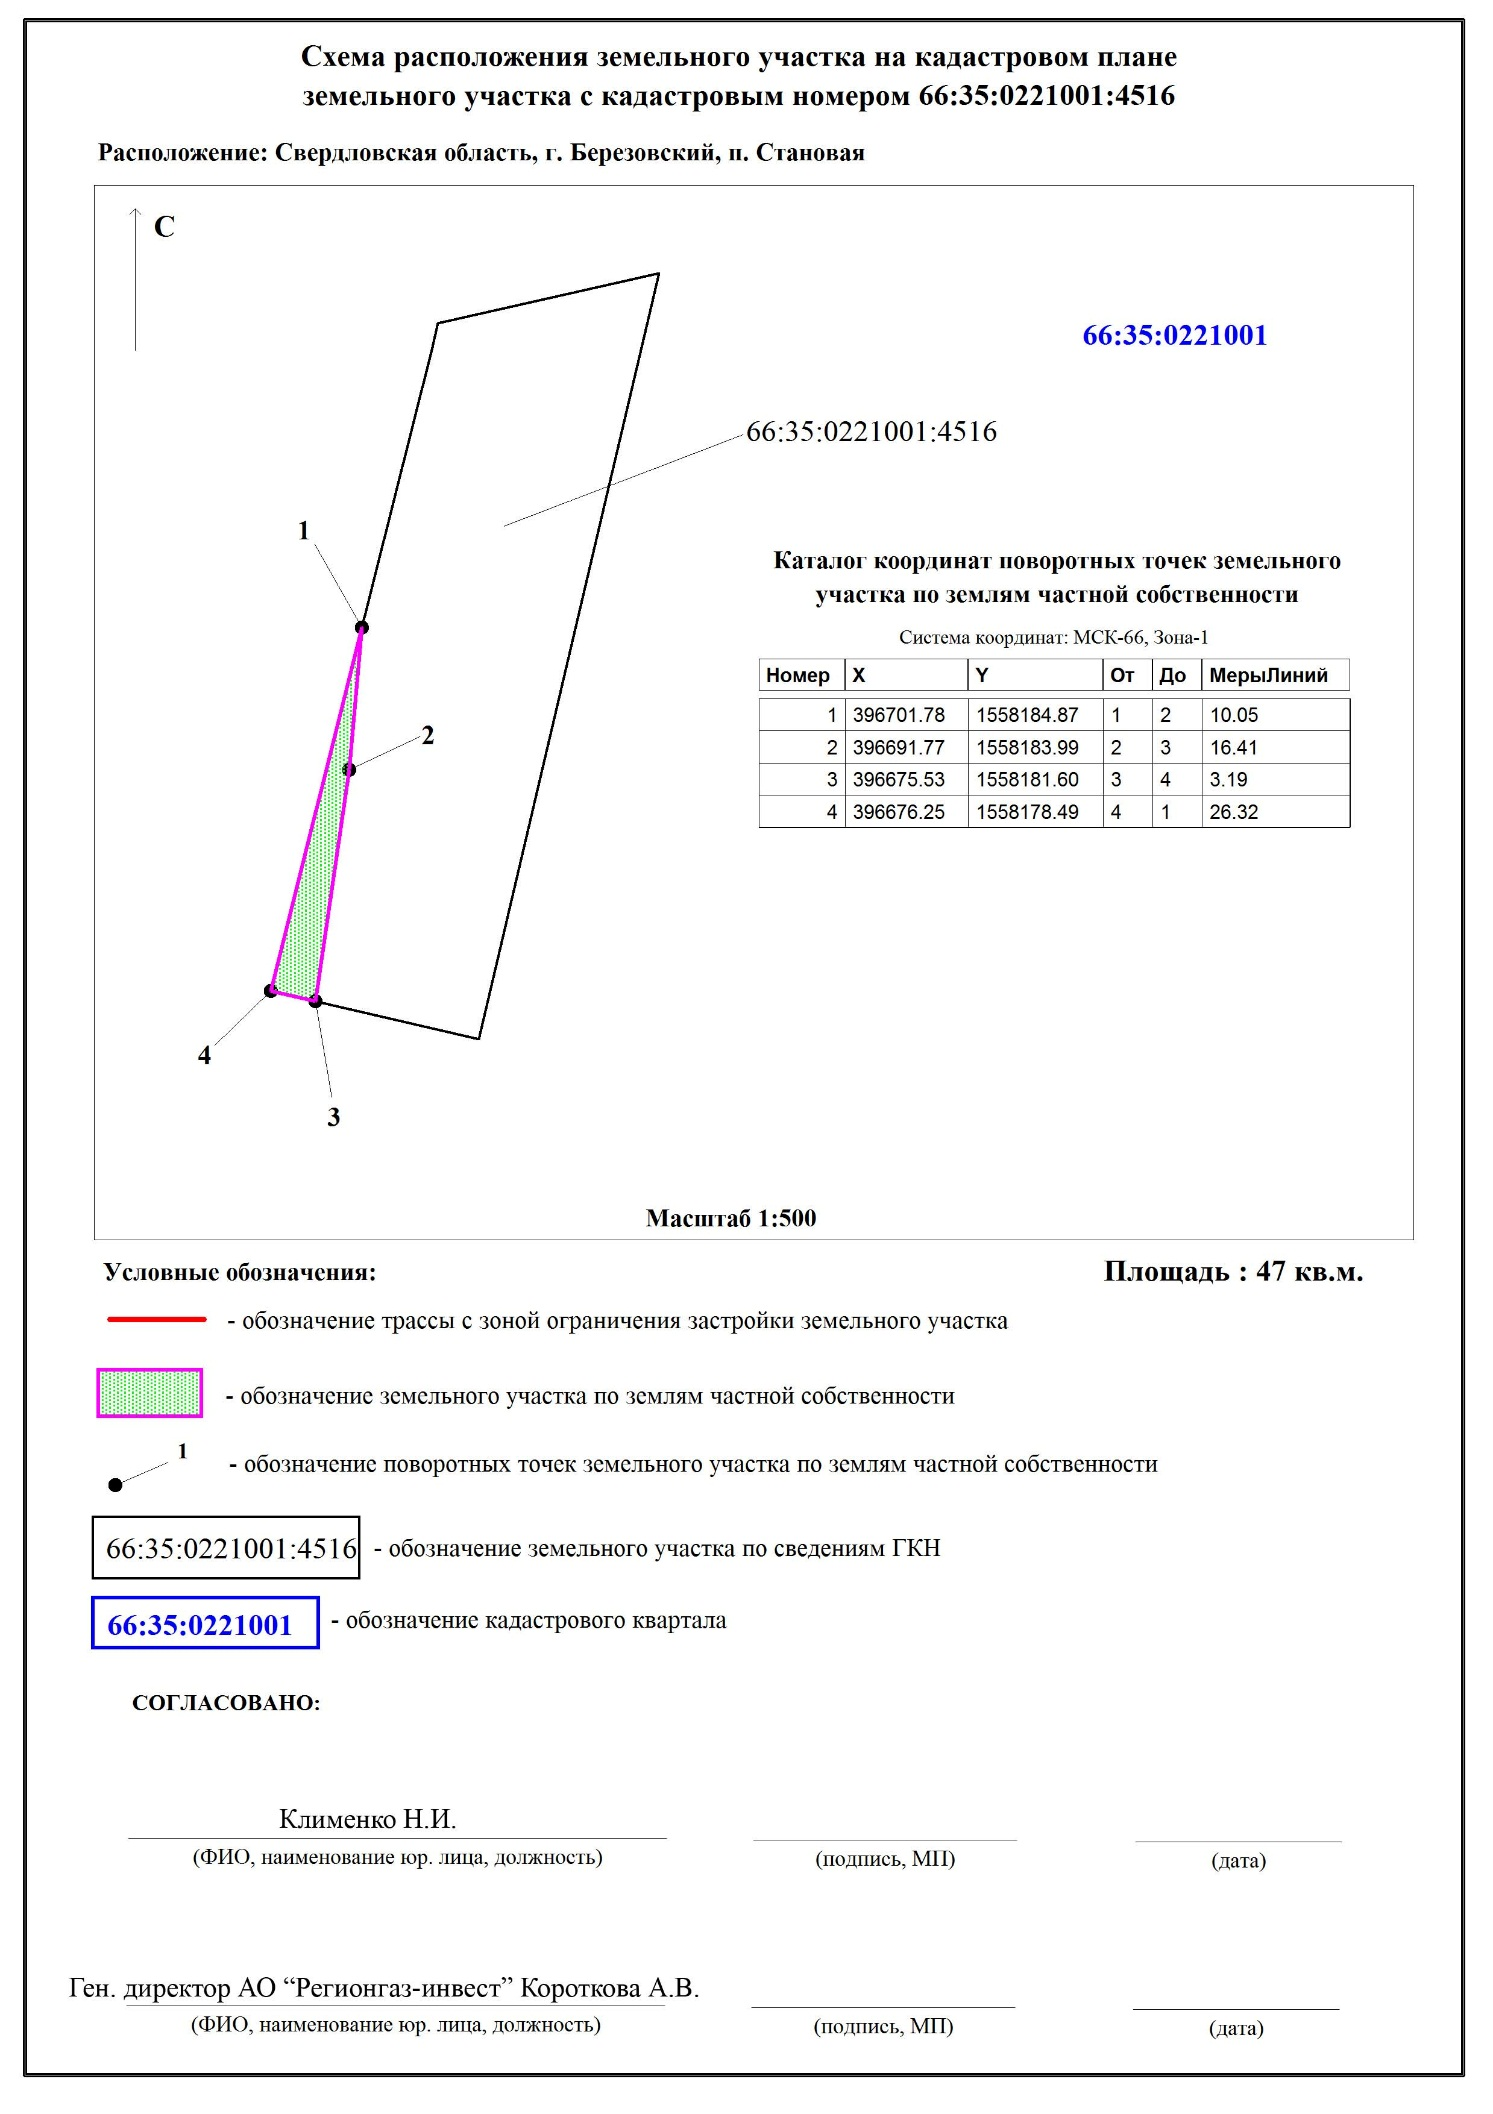 Схема расположения земельного участка на кадастровом плане
земельного участка с кадастровым номером 66:35:0221001:4516
Расположение: Свердловская область, г. Березовский, п. Становая
С
66:35:0221001
66:35:0221001:4516
1
Каталог координат поворотных точек земельного
участка по землям частной собственности
Система координат: МСК-66, Зона-1
Номер X Y От До МерыЛиний
1 396701.78 1558184.87 1 2 10.05
2 396691.77 1558183.99 2 3 16.41
3 396675.53 1558181.60 3 4 3.19
4 396676.25 1558178.49 4 1 26.32
2
4
3
Масштаб 1:500
Условные обозначения:
Площадь : 47 кв.м.
- обозначение трассы с зоной ограничения застройки земельного участка
- обозначение земельного участка по землям частной собственности
1
- обозначение поворотных точек земельного участка по землям частной собственности
66:35:0221001:4516 - обозначение земельного участка по сведениям ГКН
66:35:0221001 - обозначение кадастрового квартала
СОГЛАСОВАНО:
Клименко Н.И.
(ФИО, наименование юр. лица, должность) (подпись, МП) (дата)
Ген. директор АО “Регионгаз-инвест” Короткова А.В.
(ФИО, наименование юр. лица, должность) (подпись, МП) (дата)